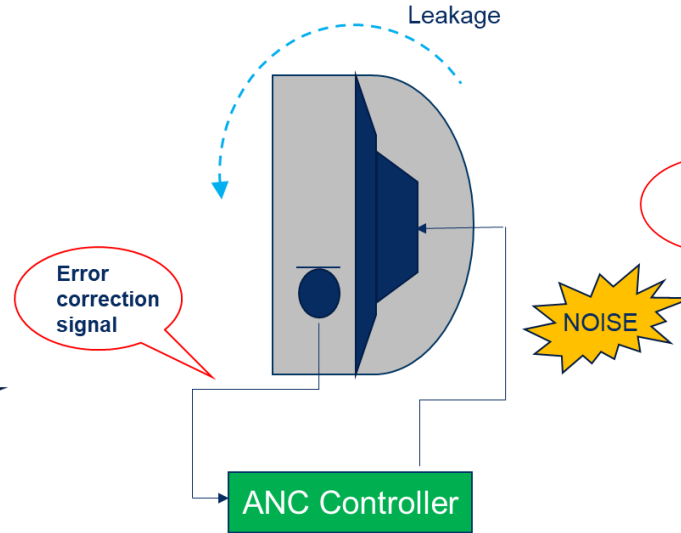 Leakage
Error
correction
signal
NOISE
ANC Controller